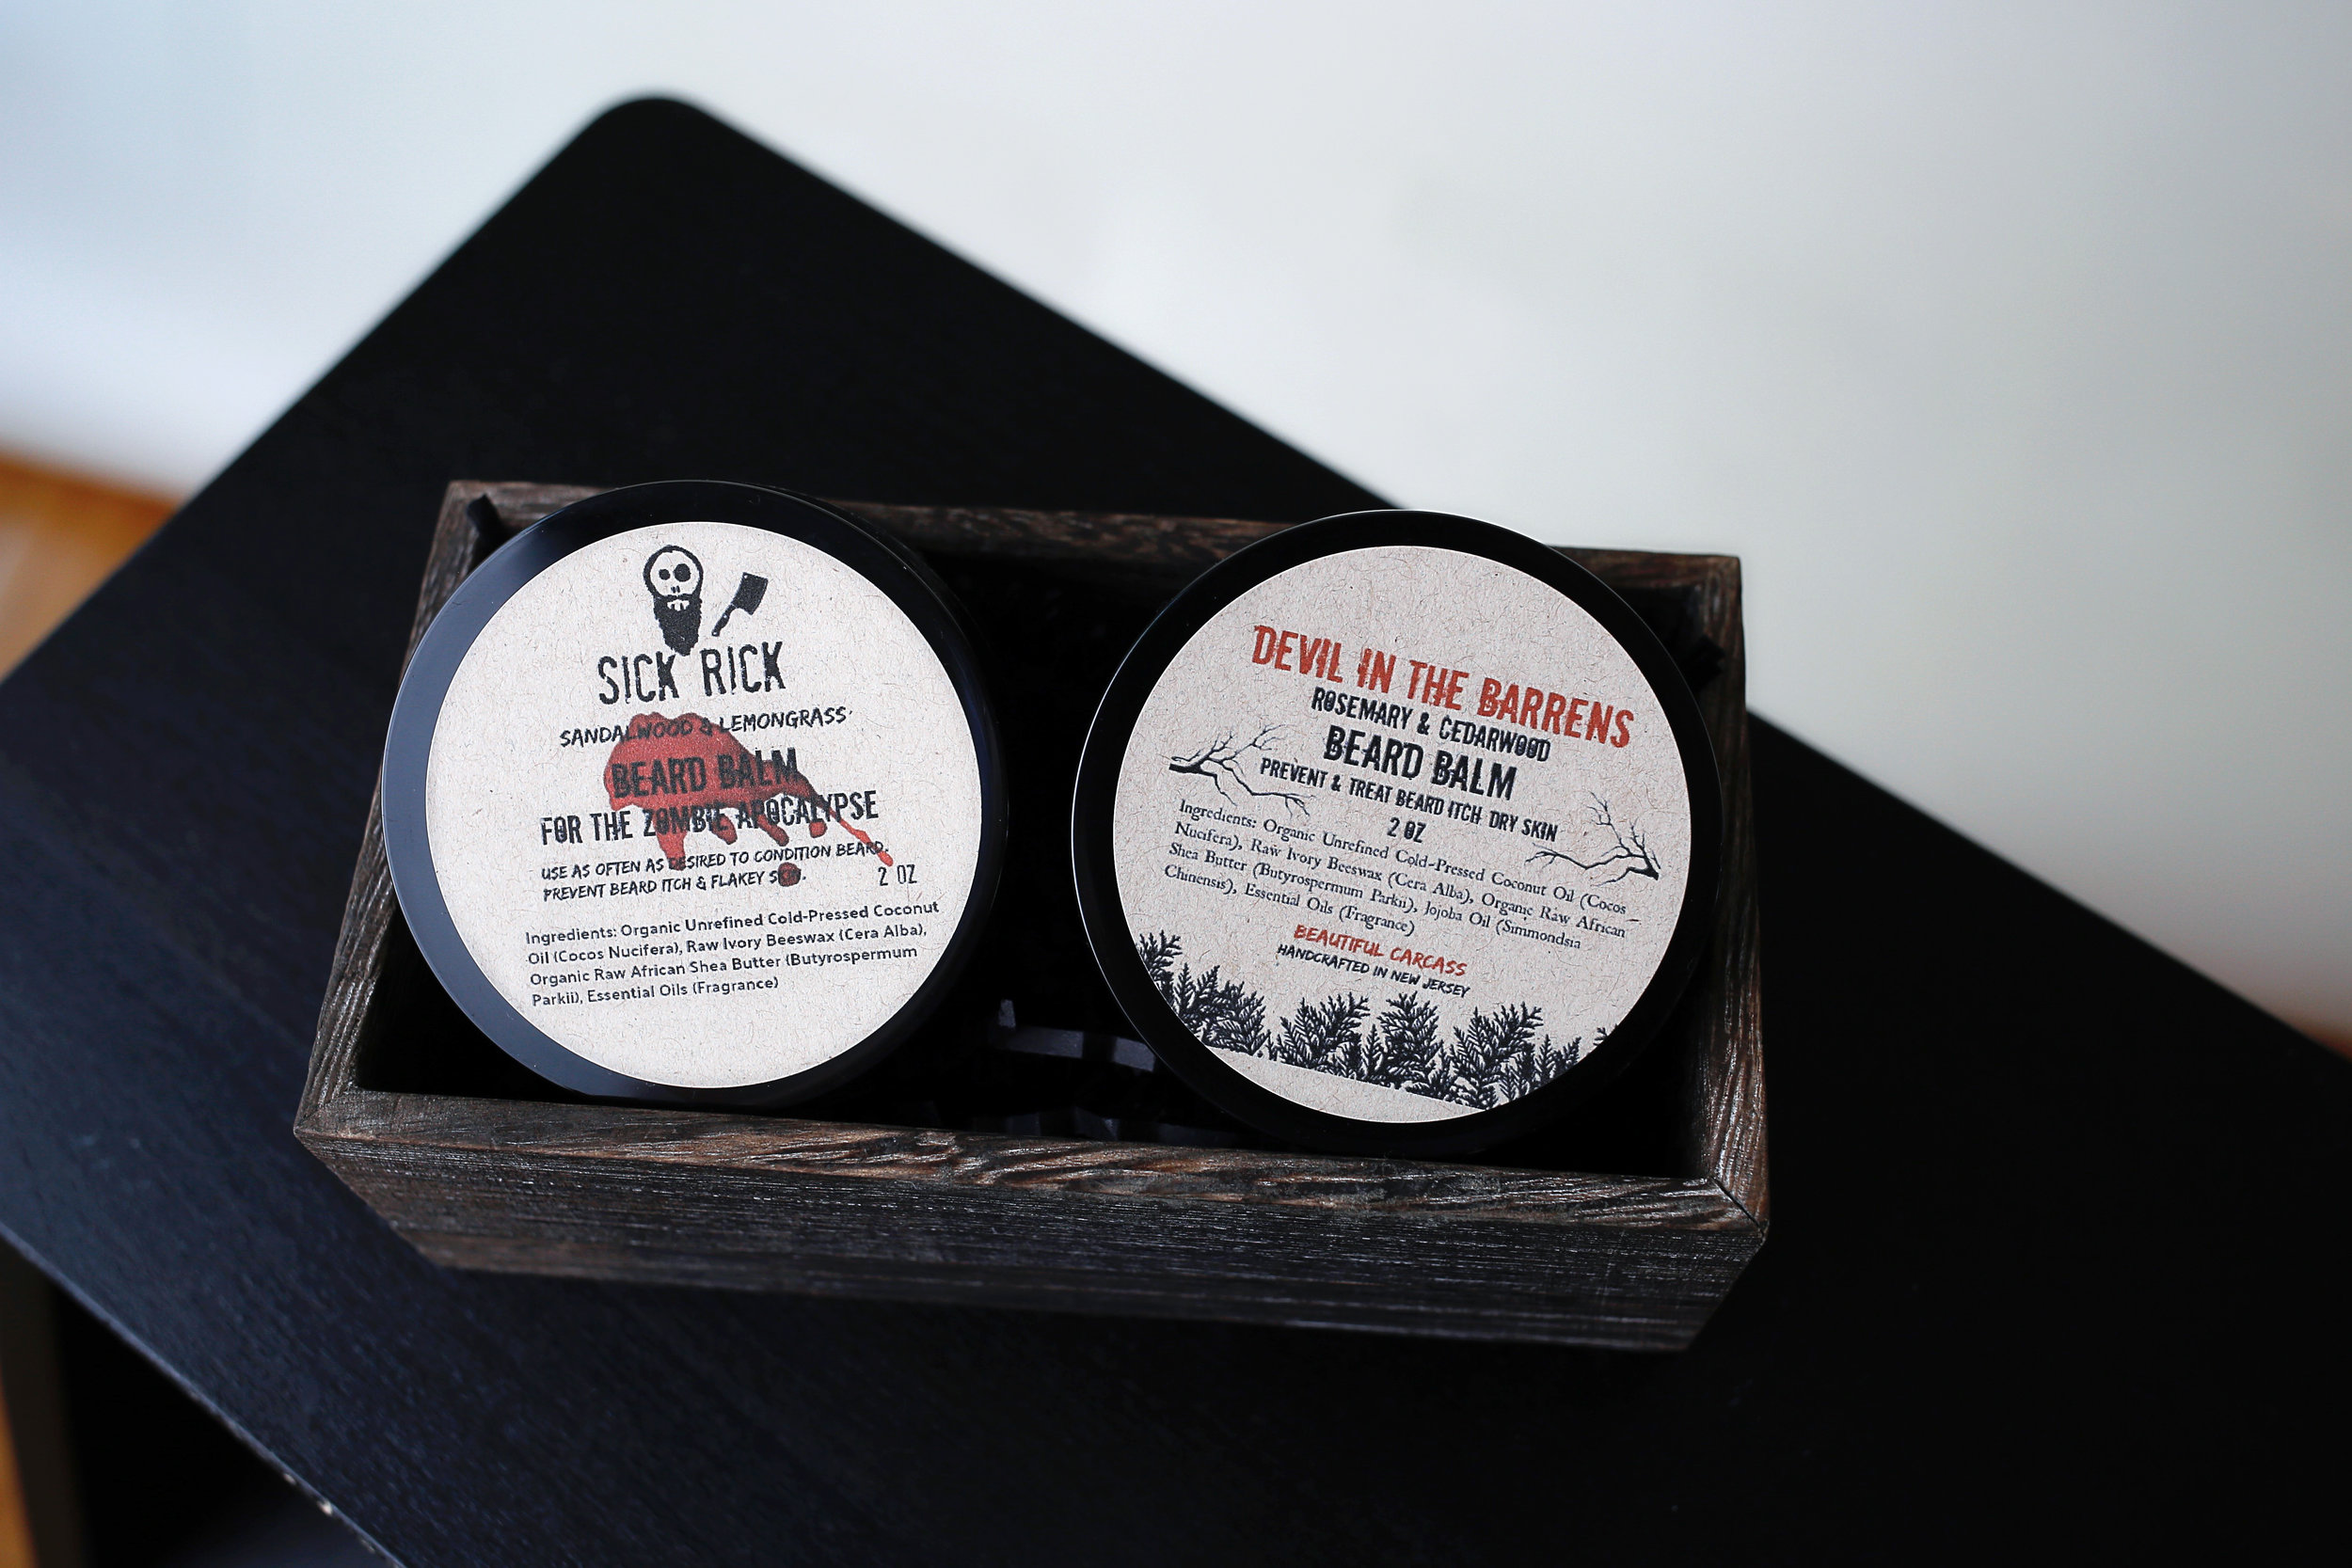 SICK RICK
SANDALWOOD & LEMONGRASS
BEARD BALM
FOR THE ZOMBIE APOCALYPSE
USE AS OFTEN AS DESIRED TO CONDITION BEARD.
PREVENT BEARD ITCH & FLAKEY SKIN.
2 OZ
Ingredients: Organic Unrefined Cold-Pressed Coconut
Oil (Cocos Nucifera), Raw Ivory Beeswax (Cera Alba),
Organic Raw African Shea Butter (Butyrospermum
Parkii), Essential Oils (Fragrance)
DEVIL IN THE BARRENS
ROSEMARY & CEDARWOOD
BEARD BALM
PREVENT & TREAT BEARD ITCH DRY SKIN
2 OZ
Ingredients: Organic Unrefined Cold-Pressed Coconut Oil (Cocos
Nucifera), Raw Ivory Beeswax (Cera Alba), Organic Raw African
Shea Butter (Butyrospermum Parkii), Jojoba Oil (Simmondsia
Chinensis), Essential Oils (Fragrance)
BEAUTIFUL CARCASS
HANDCRAFTED IN NEW JERSEY